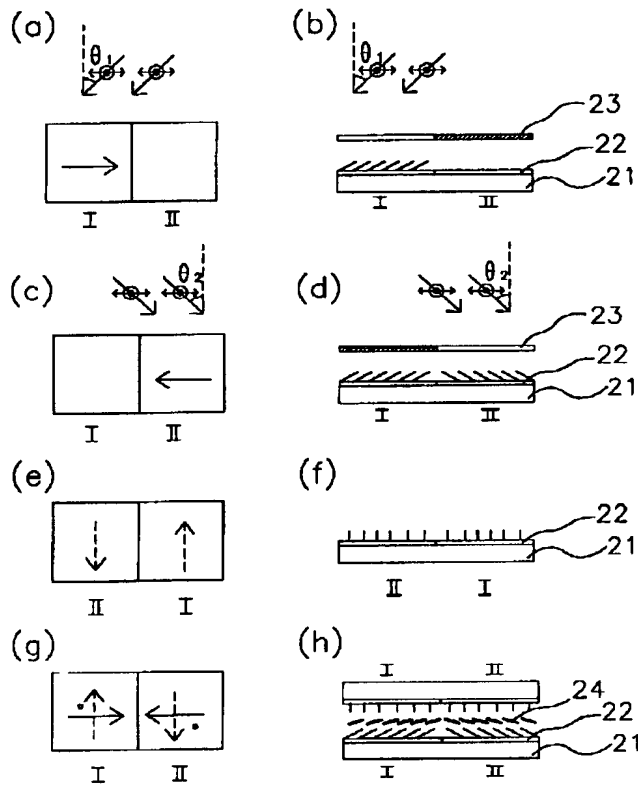 (a)
θ1
I II
(b)
θ1
23
22
21
I II
(c)
θ2
I II
(d)
θ2
23
22
21
I II
(e)
II I
(f)
22
21
II I
(g)
I II
(h)
I II
24
22
21
I II